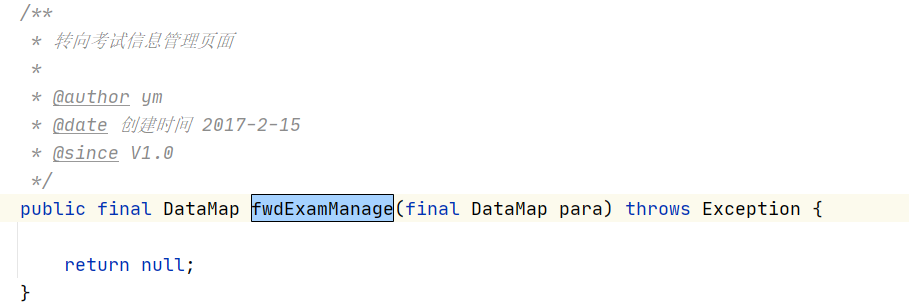 /**
 * 转向考试信息管理页面
 *
 * @author ym
 * @date 创建时间 2017-2-15
 * @since V1.0
 */
public final DataMap fwdExamManage(final DataMap para) throws Exception {
    return null;
}